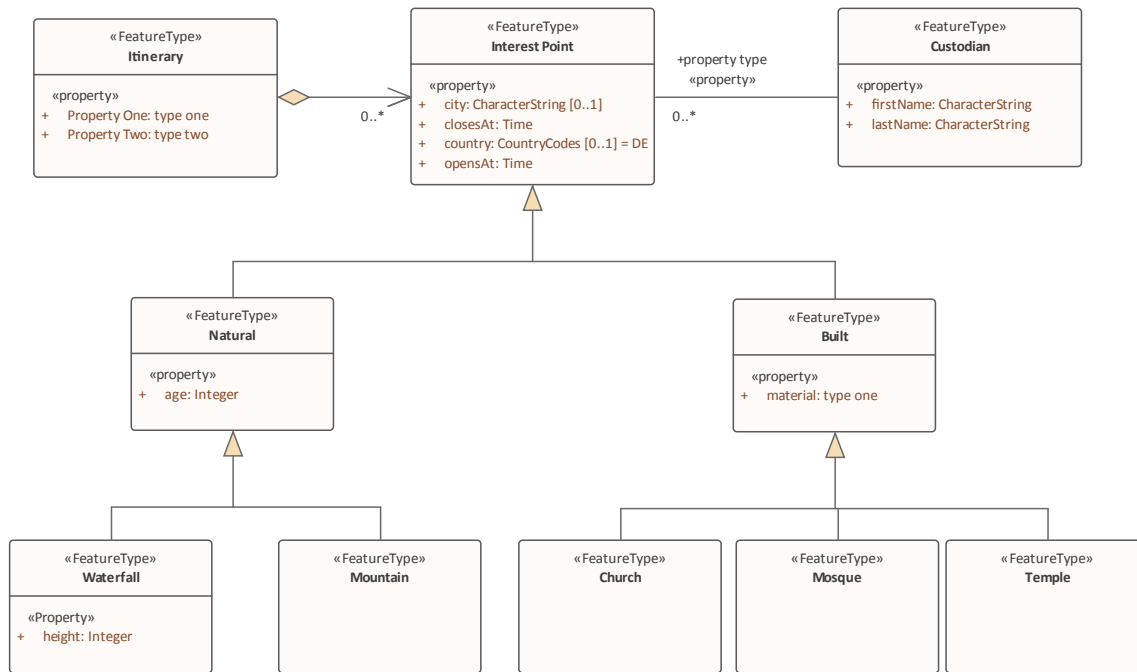 «FeatureType»
Itinerary
«property»
+ Property One: type one
+ Property Two: type two
0..*
«FeatureType»
Interest Point
«property»
+ city: CharacterString [0..1]
+ closesAt: Time
+ country: CountryCodes [0..1] = DE
+ opensAt: Time
+property type
«property»
0..*
«FeatureType»
Custodian
«property»
+ firstName: CharacterString
+ lastName: CharacterString
«FeatureType»
Natural
«property»
+ age: Integer
«FeatureType»
Built
«property»
+ material: type one
«FeatureType»
Waterfall
«Property»
+ height: Integer
«FeatureType»
Mountain
«FeatureType»
Church
«FeatureType»
Mosque
«FeatureType»
Temple